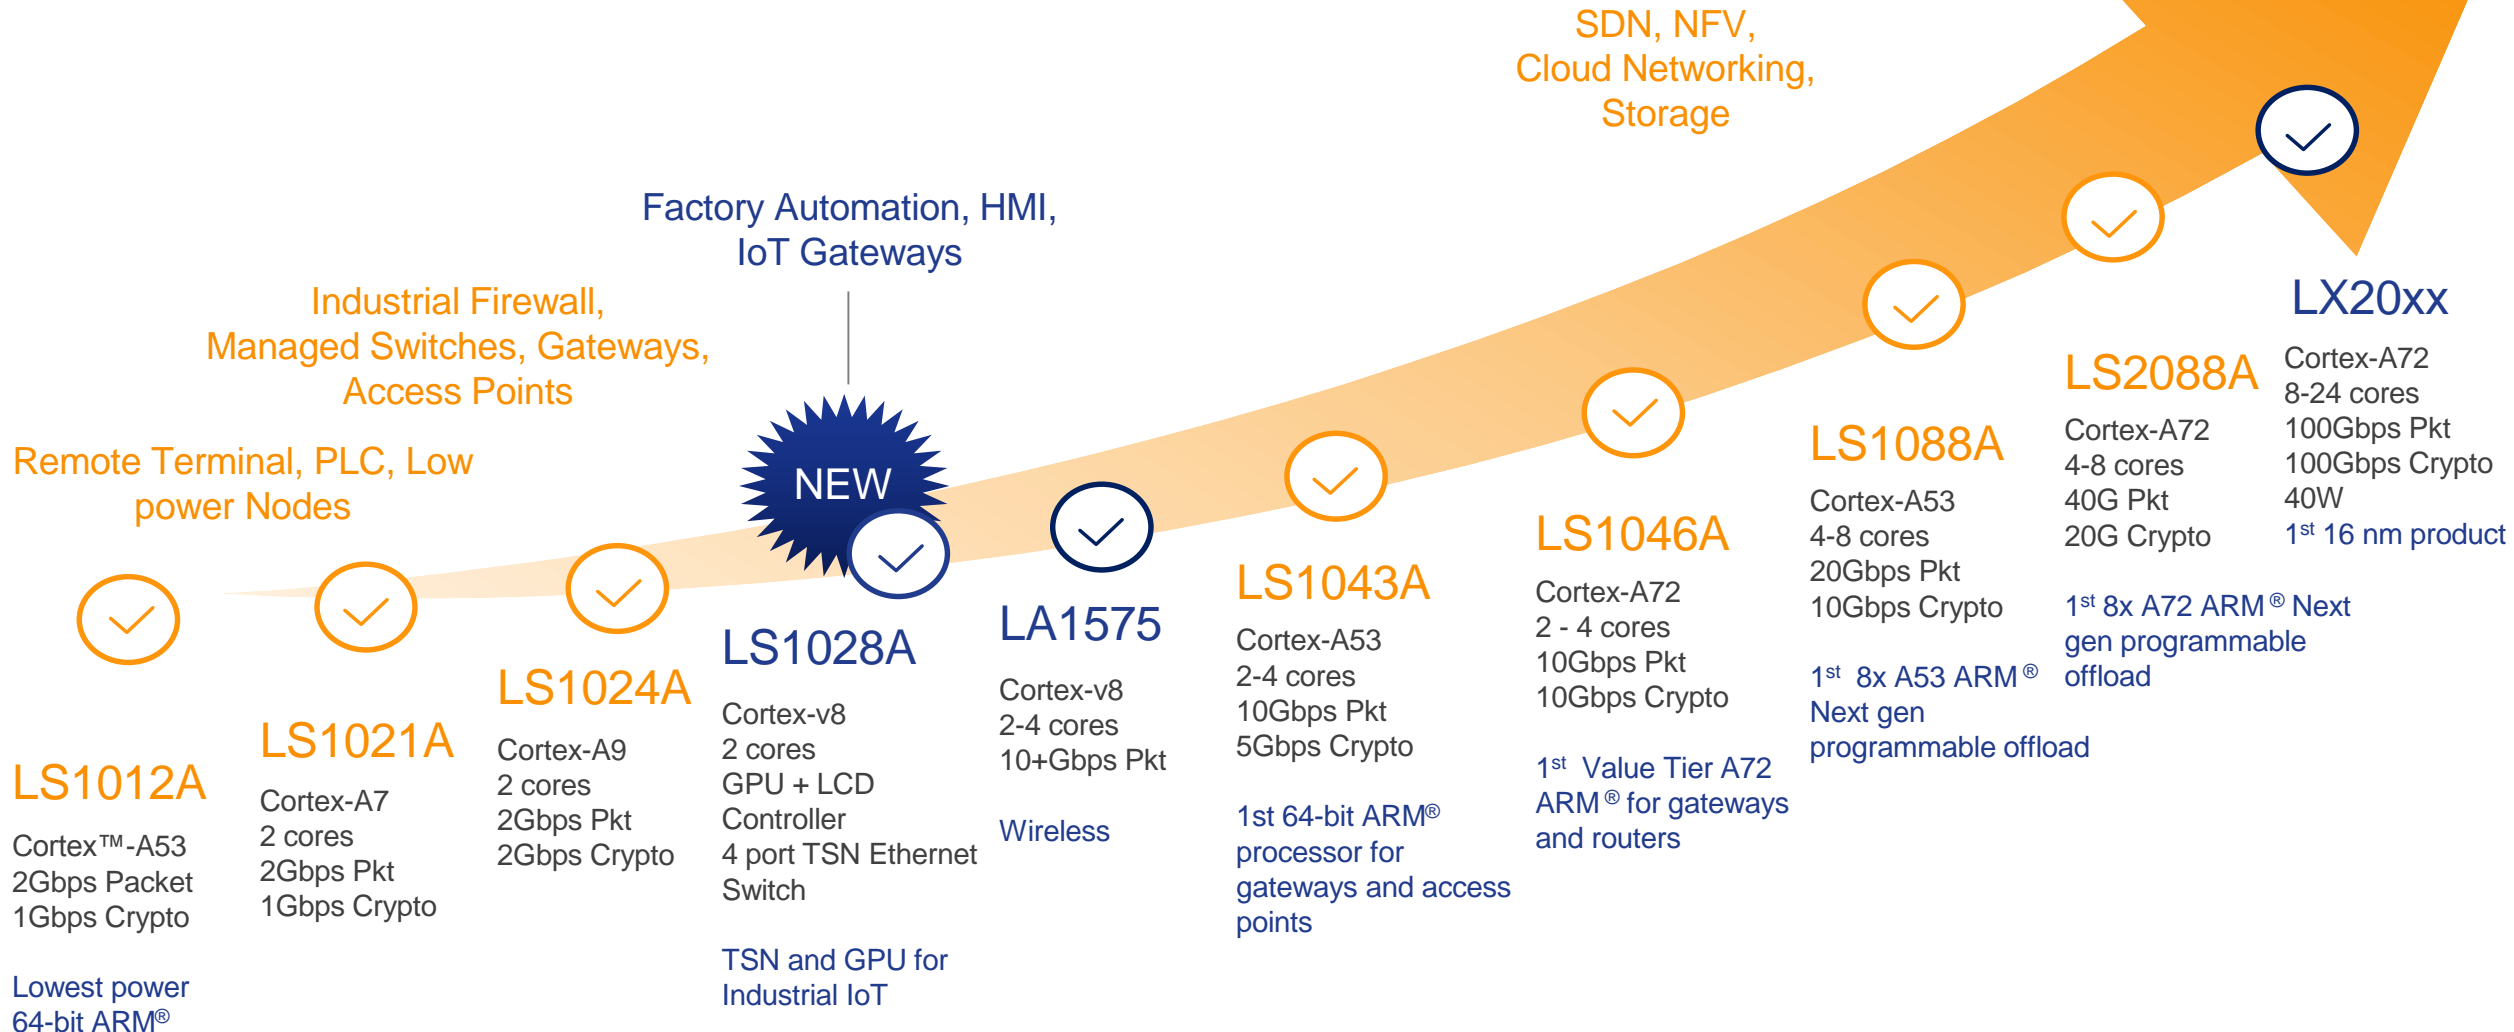 SDN, NFV,
Cloud Networking,
Storage
Factory Automation, HMI,
IoT Gateways
Industrial Firewall,
Managed Switches, Gateways,
Access Points
Remote Terminal, PLC, Low
power Nodes
NEW
LS1012A
Cortex™-A53
2Gbps Packet
1Gbps Crypto
Lowest power
64-bit ARM®
LS1021A
Cortex-A7
2 cores
2Gbps Pkt
1Gbps Crypto
LS1024A
Cortex-A9
2 cores
2Gbps Pkt
2Gbps Crypto
LS1028A
Cortex-v8
2 cores
GPU + LCD
Controller
4 port TSN Ethernet
Switch
TSN and GPU for
Industrial IoT
LA1575
Cortex-v8
2-4 cores
10+Gbps Pkt
Wireless
LS1043A
Cortex-A53
2-4 cores
10Gbps Pkt
5Gbps Crypto
1st 64-bit ARM®
processor for
gateways and access
points
LS1046A
Cortex-A72
2 - 4 cores
10Gbps Pkt
10Gbps Crypto
1st Value Tier A72
ARM ® for gateways
and routers
LS1088A
Cortex-A53
4-8 cores
20Gbps Pkt
10Gbps Crypto
1st 8x A53 ARM ®
Next gen
programmable offload
LS2088A
Cortex-A72
4-8 cores
40G Pkt
20G Crypto
1st 8x A72 ARM ® Next
gen programmable
offload
LX20xx
Cortex-A72
8-24 cores
100Gbps Pkt
100Gbps Crypto
40W
1st 16 nm product